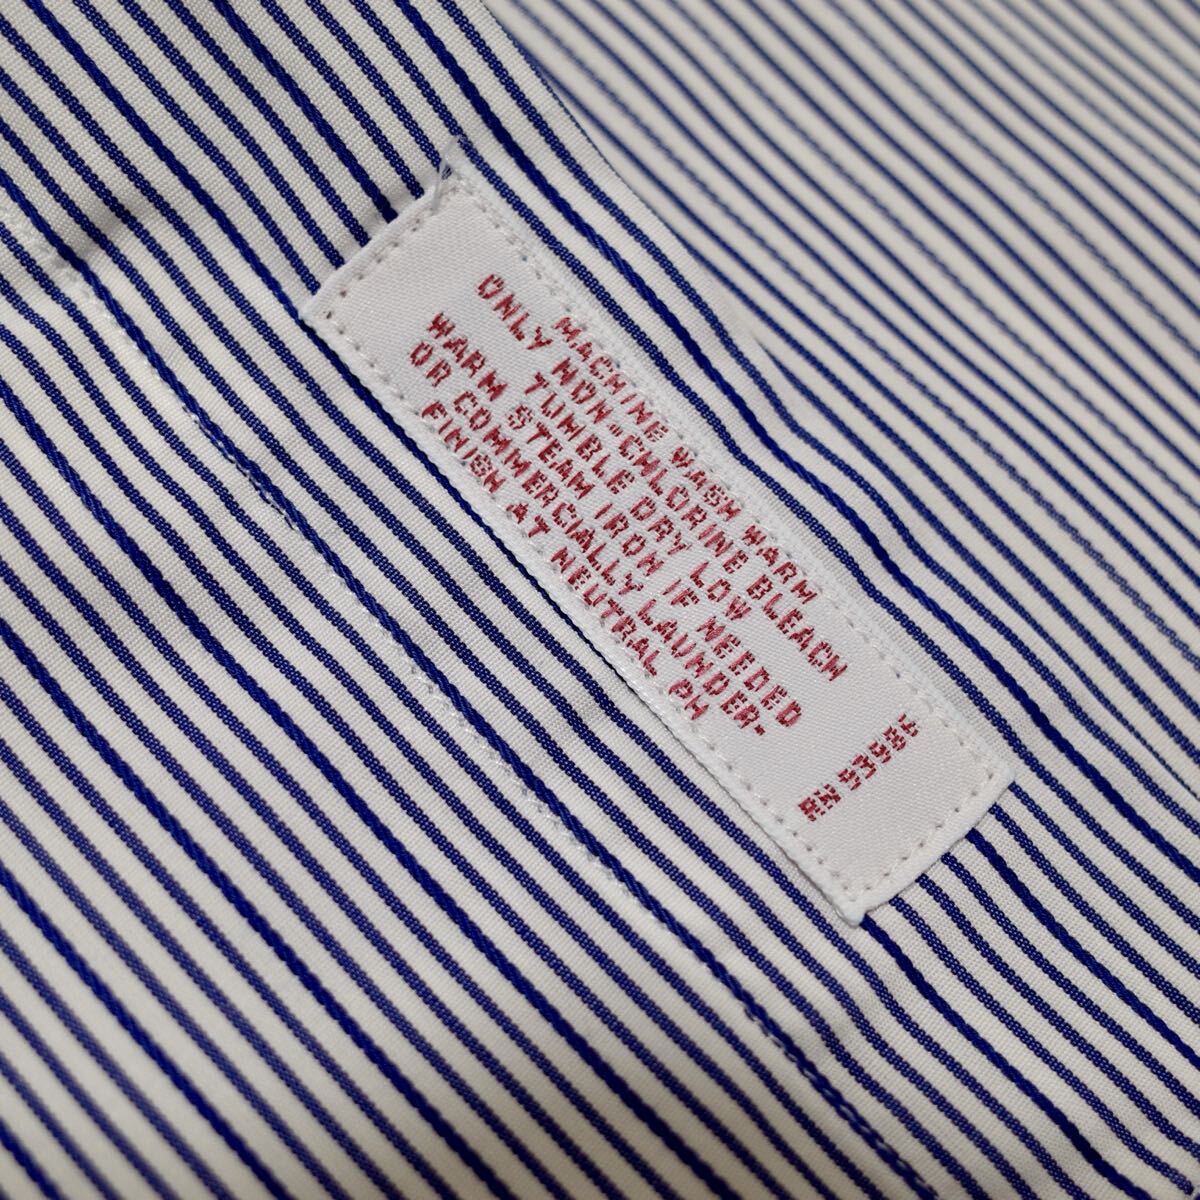 MACHINE WASH WARM
ONLY NON-CHLORINE BLEACH
TUMBLE DRY LOW
WARM STEAM IRON IF NEEDED
OR COMMERCIALLY LAUNDER-
FINISH AT NEUTRAL PH
RN